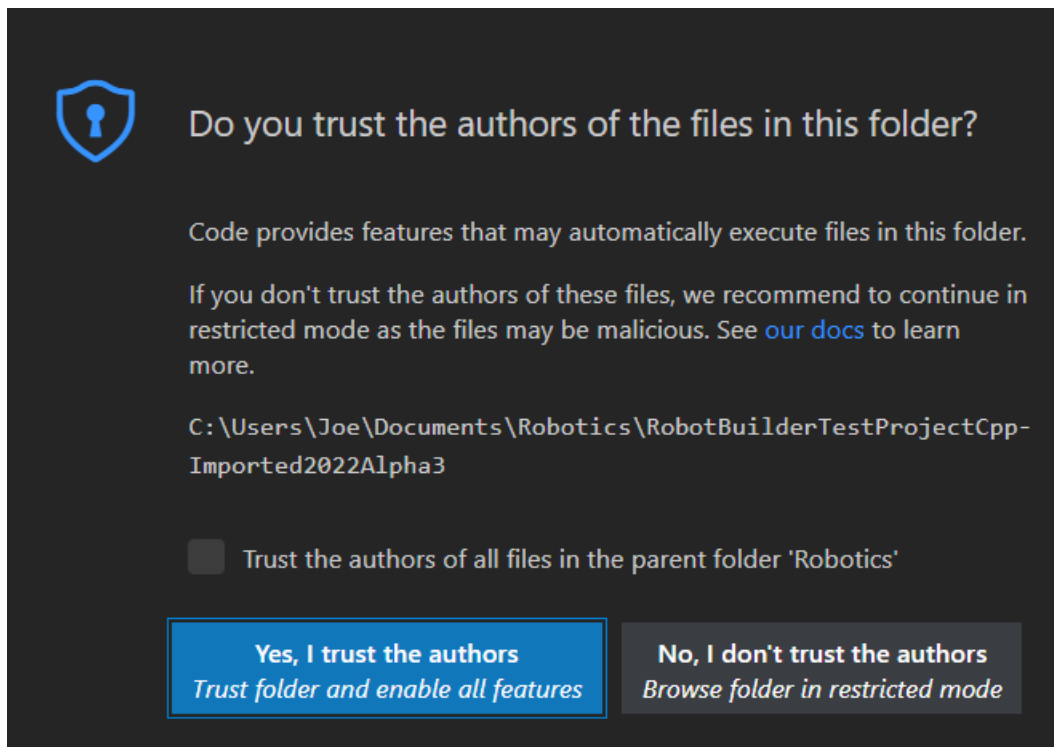 Do you trust the authors of the files in this folder?
Code provides features that may automatically execute files in this folder.
If you don't trust the authors of these files, we recommend to continue in
restricted mode as the files may be malicious. See our docs to learn
more.
C:\Users\Joe\Documents\Robotics\RobotBuilderTestProjectCpp-
Imported2022Alpha3
Trust the authors of all files in the parent folder 'Robotics'
Yes, I trust the authors
Trust folder and enable all features
No, I don't trust the authors
Browse folder in restricted mode